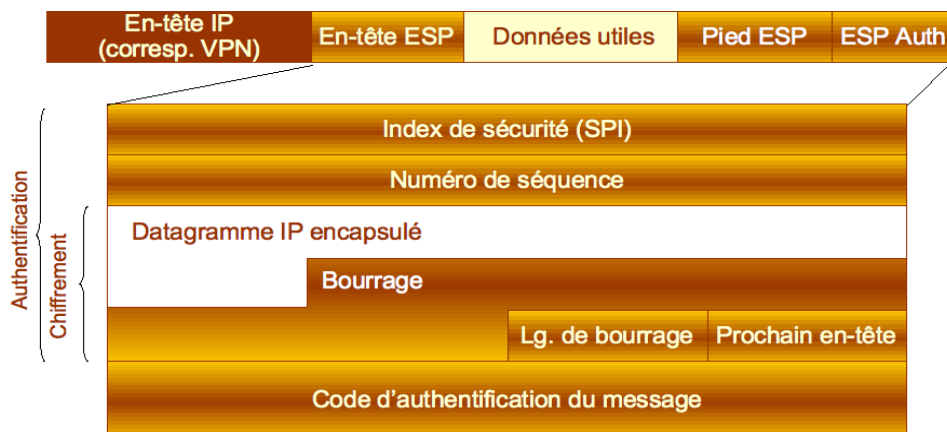 En-tête IP
(corresp. VPN)
En-tête ESP
Données utiles
Pied ESP
ESP Auth
Index de sécurité (SPI)
Numéro de séquence
Datagramme IP encapsulé
Bourrage
Lg. de bourrage
Prochain en-tête
Code d'authentification du message
Authentification
Chiffrement